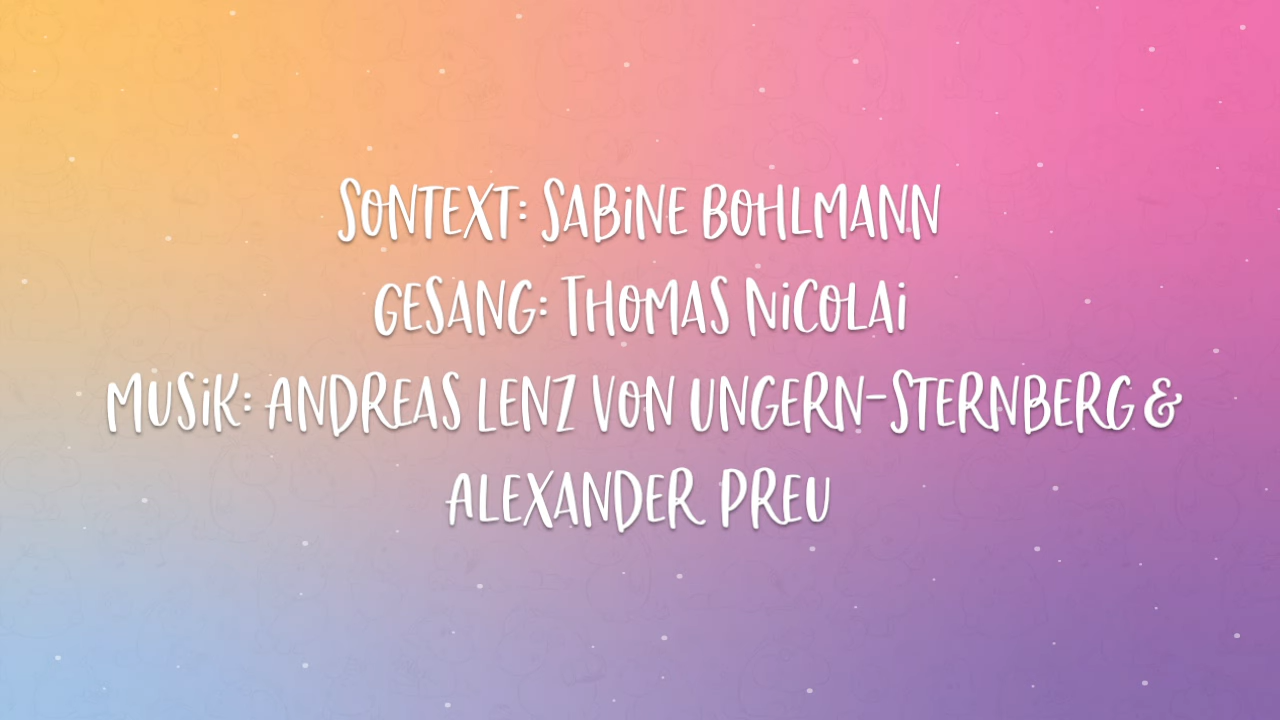 SONTEXT: SABINE BOHLMANN
GESANG: THOMAS NICOLAI
MUSIK: ANDREAS LENZ VON UNGERN-STERNBERG &
ALEXANDER PREU